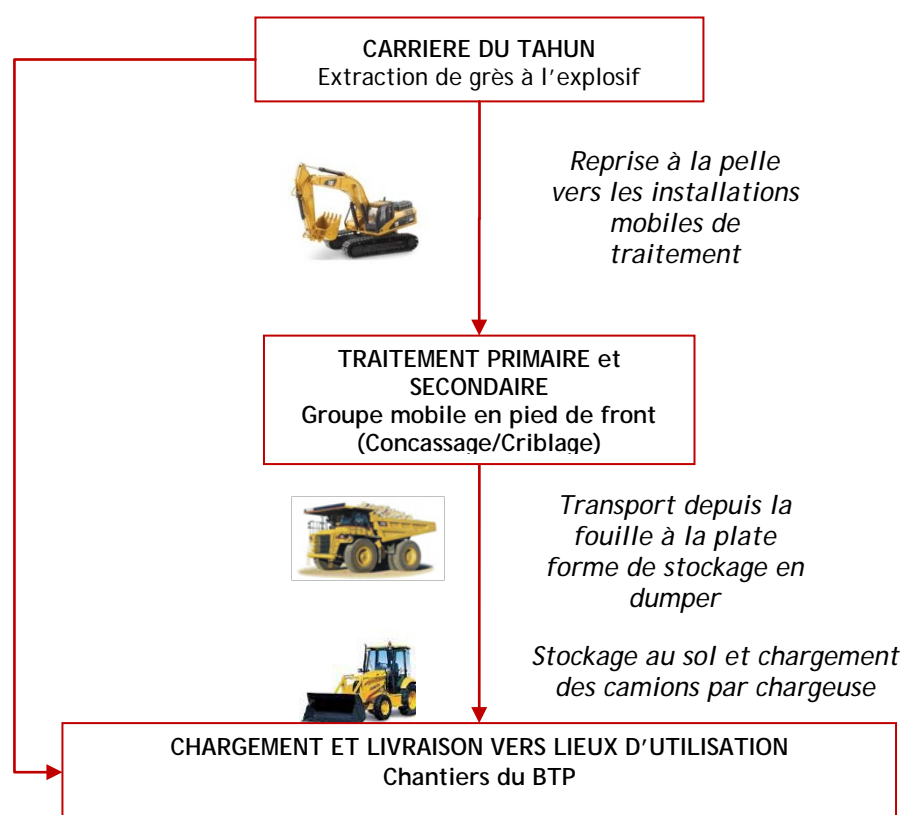 CARRIERE DU TAHUN
Extraction de grès à l'explosif
Reprise à la pelle
vers les installations
mobiles de
traitement
TRAITEMENT PRIMAIRE et
SECONDAIRE
Groupe mobile en pied de front
(Concassage/Criblage)
Transport depuis la
fouille à la plate
forme de stockage en
dumper
Stockage au sol et chargement
des camions par chargeuse
CHARGEMENT ET LIVRAISON VERS LIEUX D'UTILISATION
Chantiers du BTP